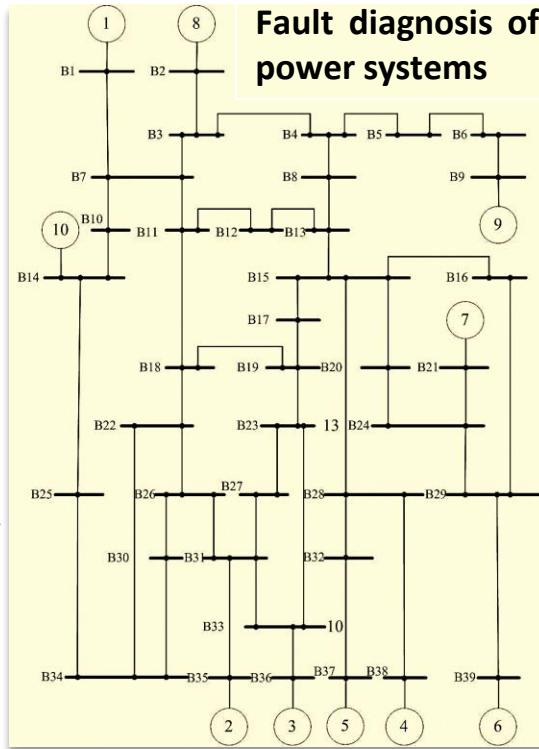 Fault diagnosis of
power systems
1 8
B1 B2
B3 B4 B5 B6
B7 B8 B9
B10 9
10 B11 B12 B13
B14 B15 B16
B17 7
B18 B19 B20 B21
B22 B23 13 B24
B25 B26 B27 B28 B29
B30 B31 B32
B33 10
B34 B35 B36 B37 B38 B39
2 3 5 4 6